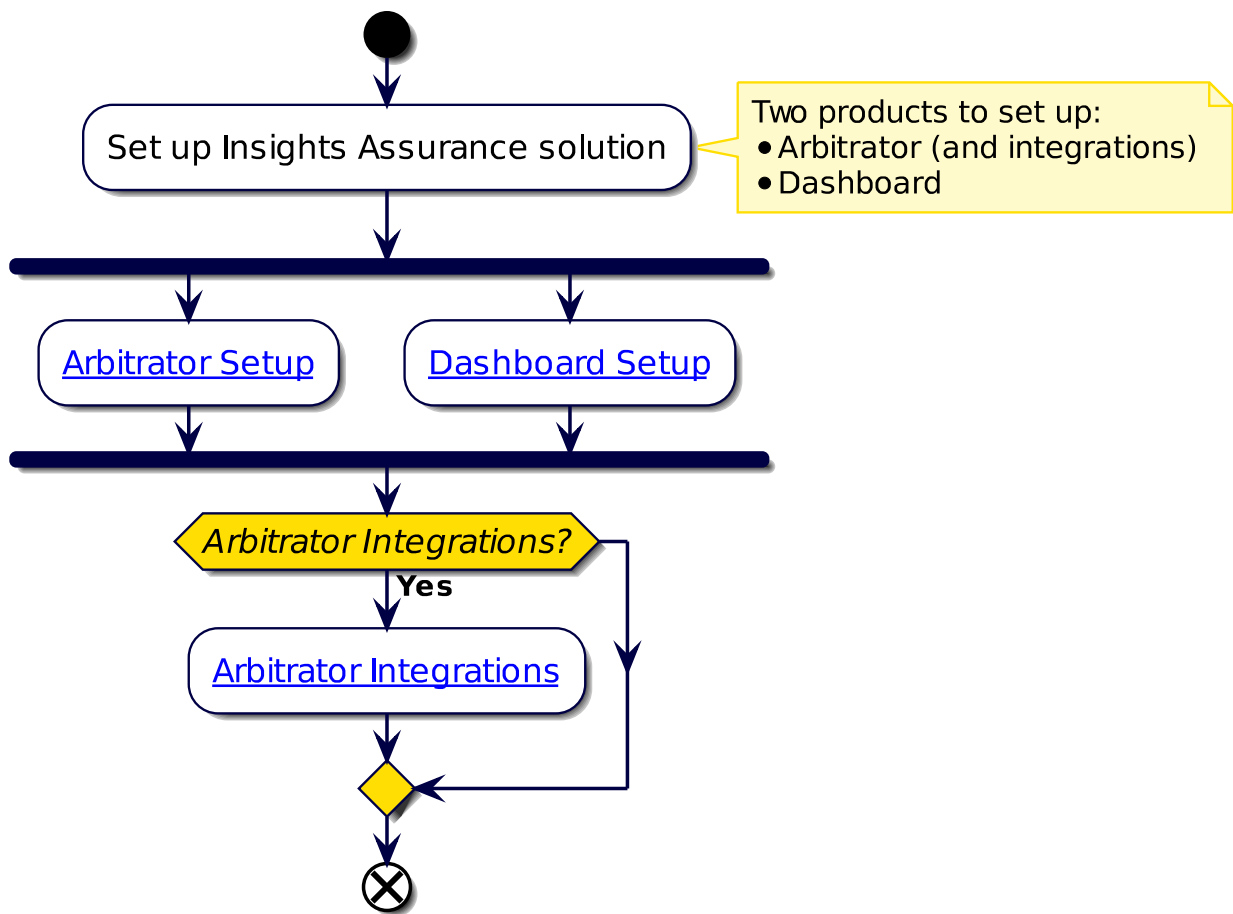 Set up Insights Assurance solution
Two products to set up:
• Arbitrator (and integrations)
• Dashboard
Arbitrator Setup
Dashboard Setup
Arbitrator Integrations?
Yes
Arbitrator Integrations